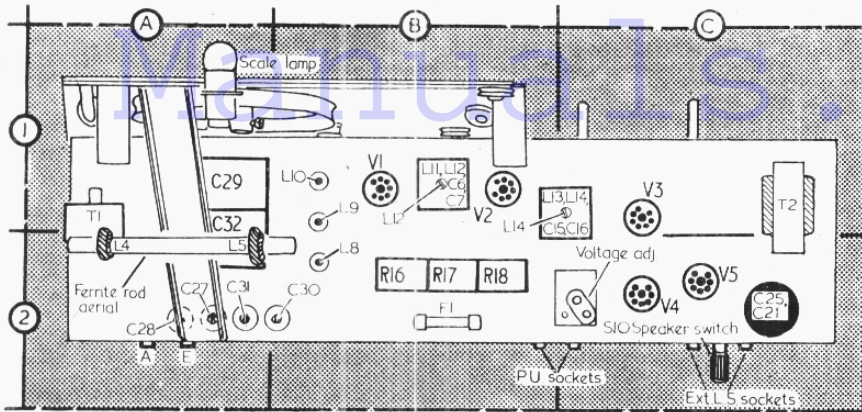 A
B
C
Scale lamp
Manuals.
1
C29
L10
V1
L11, L12,
C6
C7
L12
V2
L13, L14,
C15, C16
L14
V3
T2
T1
C32
L9
L4
L5
L8
Voltage adj.
R16
R17
R18
V5
Ferrite rod
aerial
C27
C31
C30
F1
V4
C25,
C21
2
C28
S10 Speaker switch
A
E
P.U sockets
Ext.L.S sockets